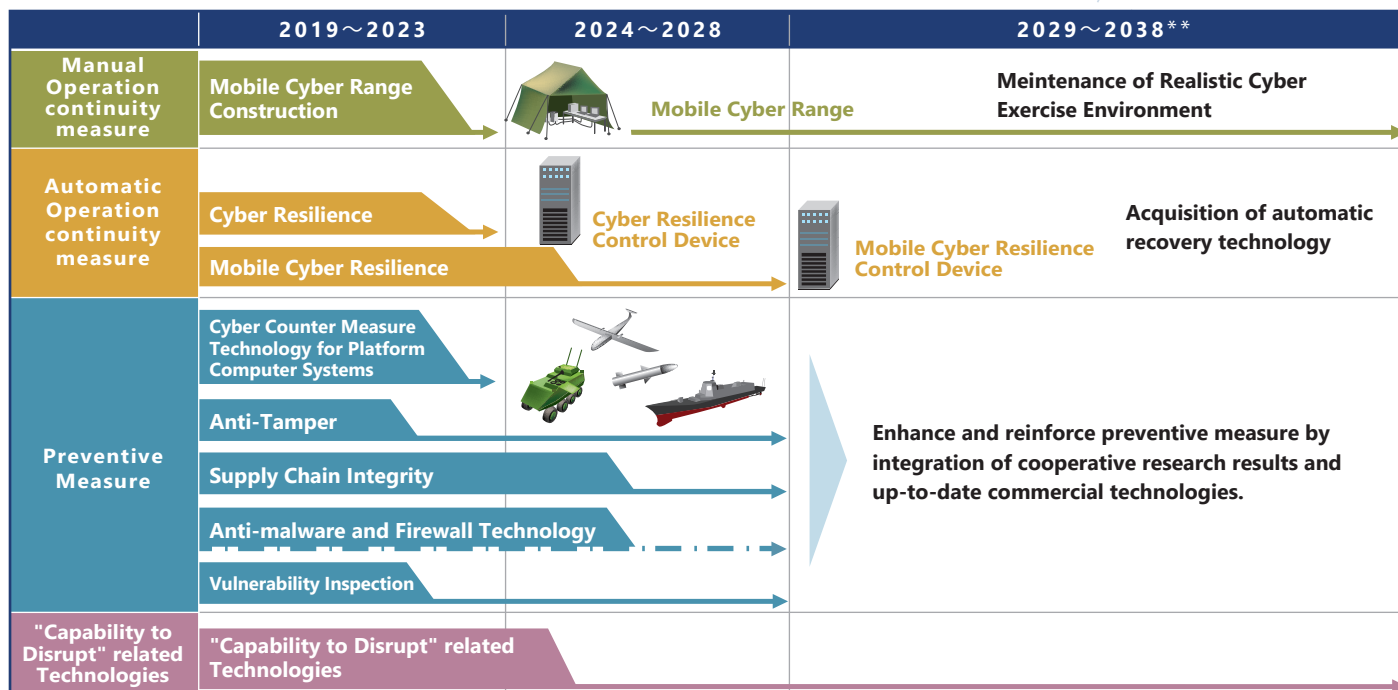 2019～2023
2024～2028
2029～2038**
Manual
Operation
continuity
measure
Mobile Cyber Range
Construction
Mobile Cyber Range
Meintenance of Realistic Cyber
Exercise Environment
Automatic
Operation
continuity
measure
Cyber Resilience
Mobile Cyber Resilience
Cyber Resilience
Control Device
Mobile Cyber Resilience
Control Device
Acquisition of automatic
recovery technology
Preventive
Measure
Cyber Counter Measure
Technology for Platform
Computer Systems
Anti-Tamper
Supply Chain Integrity
Anti-malware and Firewall Technology
Vulnerability Inspection
Enhance and reinforce preventive measure by
integration of cooperative research results and
up-to-date commercial technologies.
"Capability to
Disrupt" related
Technologies
"Capability to Disrupt" related
Technologies